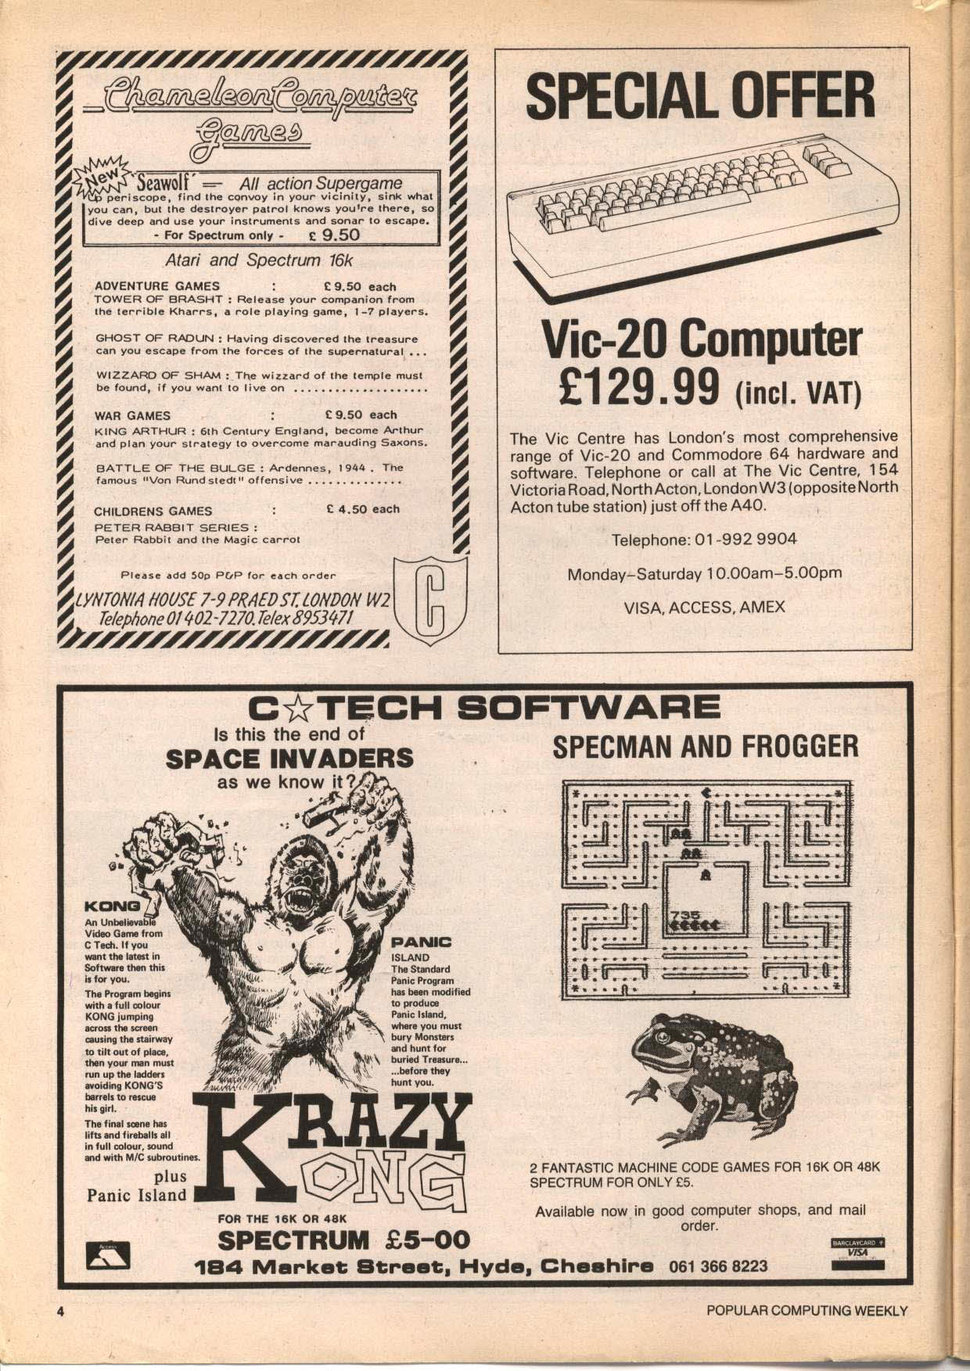 Chameleon Computer
Games
New
'Seawolf' = All action Supergame
Up periscope, find the convoy in your vicinity, sink what
you can, but the destroyer patrol knows you're there, so
dive deep and use your instruments and sonar to escape.
- For Spectrum only - £ 9.50
Atari and Spectrum 16k
ADVENTURE GAMES : £ 9.50 each
TOWER OF BRASHT : Release your companion from
the terrible Kharrs, a role playing game, 1-7 players.
GHOST OF RADUN : Having discovered the treasure
can you escape from the forces of the supernatural ...
WIZZARD OF SHAM : The wizzard of the temple must
be found, if you want to live on ...................
WAR GAMES : £ 9.50 each
KING ARTHUR : 6th Century England, become Arthur
and plan your strategy to overcome marauding Saxons.
BATTLE OF THE BULGE : Ardennes, 1944 . The
famous "Von Rundstedt" offensive ..............
CHILDRENS GAMES : £ 4.50 each
PETER RABBIT SERIES :
Peter Rabbit and the Magic carrot
Please add 50p P&P for each order
LYNTONIA HOUSE 7-9 PRAED ST, LONDON W2
Telephone 01 402-7270. Telex 8953471
C
SPECIAL OFFER
Vic-20 Computer
£129.99 (incl. VAT)
The Vic Centre has London's most comprehensive
range of Vic-20 and Commodore 64 hardware and
software. Telephone or call at The Vic Centre, 154
Victoria Road, North Acton, London W3 (opposite North
Acton tube station) just off the A40.
Telephone: 01-992 9904
Monday–Saturday 10.00am–5.00pm
VISA, ACCESS, AMEX
C☆TECH SOFTWARE
Is this the end of
SPACE INVADERS
as we know it?
KONG
An Unbelievable
Video Game from
C Tech. If you
want the latest in
Software then this
is for you.
The Program begins
with a full colour
KONG jumping
across the screen
causing the stairway
to tilt out of place,
then your man must
run up the ladders
avoiding KONG'S
barrels to rescue
his girl.
The final scene has
lifts and fireballs all
in full colour, sound
and with M/C subroutines.
plus
Panic Island
PANIC
ISLAND
The Standard
Panic Program
has been modified
to produce
Panic Island,
where you must
bury Monsters
and hunt for
buried Treasure...
...before they
hunt you.
KRAZY
KONG
FOR THE 16K OR 48K
SPECTRUM £5-00
SPECMAN AND FROGGER
735
2 FANTASTIC MACHINE CODE GAMES FOR 16K OR 48K
SPECTRUM FOR ONLY £5.
Available now in good computer shops, and mail
order.
Access
BARCLAYCARD
VISA
184 Market Street, Hyde, Cheshire 061 366 8223
4
POPULAR COMPUTING WEEKLY